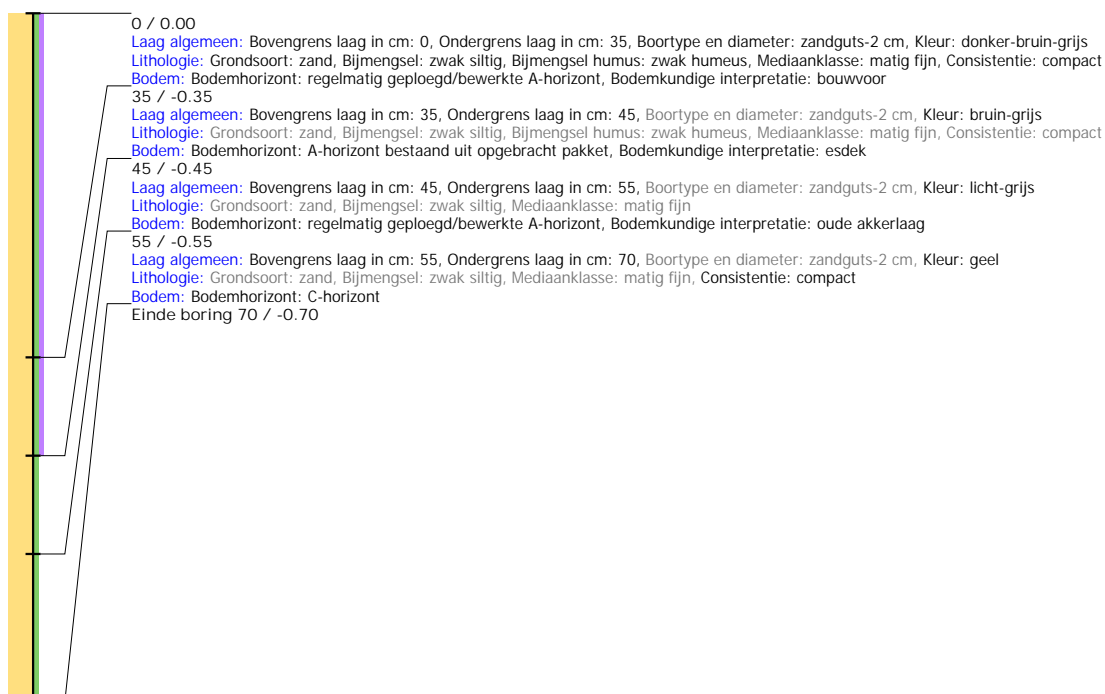 0 / 0.00
Laag algemeen: Bovengrens laag in cm: 0, Ondergrens laag in cm: 35, Boortype en diameter: zandguts-2 cm, Kleur: donker-bruin-grijs
Lithologie: Grondsoort: zand, Bijmengsel: zwak siltig, Bijmengsel humus: zwak humeus, Mediaanklasse: matig fijn, Consistentie: compact
Bodem: Bodemhorizont: regelmatig geploegd/bewerkte A-horizont, Bodemkundige interpretatie: bouwvoor
35 / -0.35
Laag algemeen: Bovengrens laag in cm: 35, Ondergrens laag in cm: 45, Boortype en diameter: zandguts-2 cm, Kleur: bruin-grijs
Lithologie: Grondsoort: zand, Bijmengsel: zwak siltig, Bijmengsel humus: zwak humeus, Mediaanklasse: matig fijn, Consistentie: compact
Bodem: Bodemhorizont: A-horizont bestaand uit opgebracht pakket, Bodemkundige interpretatie: esdek
45 / -0.45
Laag algemeen: Bovengrens laag in cm: 45, Ondergrens laag in cm: 55, Boortype en diameter: zandguts-2 cm, Kleur: licht-grijs
Lithologie: Grondsoort: zand, Bijmengsel: zwak siltig, Mediaanklasse: matig fijn
Bodem: Bodemhorizont: regelmatig geploegd/bewerkte A-horizont, Bodemkundige interpretatie: oude akkerlaag
55 / -0.55
Laag algemeen: Bovengrens laag in cm: 55, Ondergrens laag in cm: 70, Boortype en diameter: zandguts-2 cm, Kleur: geel
Lithologie: Grondsoort: zand, Bijmengsel: zwak siltig, Mediaanklasse: matig fijn, Consistentie: compact
Bodem: Bodemhorizont: C-horizont
Einde boring 70 / -0.70